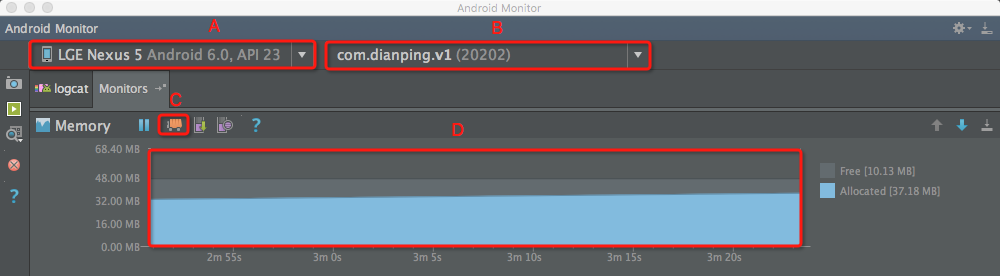 Android Monitor
Android Monitor
A
B
LGE Nexus 5 Android 6.0, API 23
com.dianping.v1 (20202)
logcat
Monitors
C
Memory
?
D
68.40 MB
48.00 MB
32.00 MB
16.00 MB
0.00 MB
Free [10.13 MB]
Allocated [37.18 MB]
?
2m 55s
3m 0s
3m 5s
3m 10s
3m 15s
3m 20s